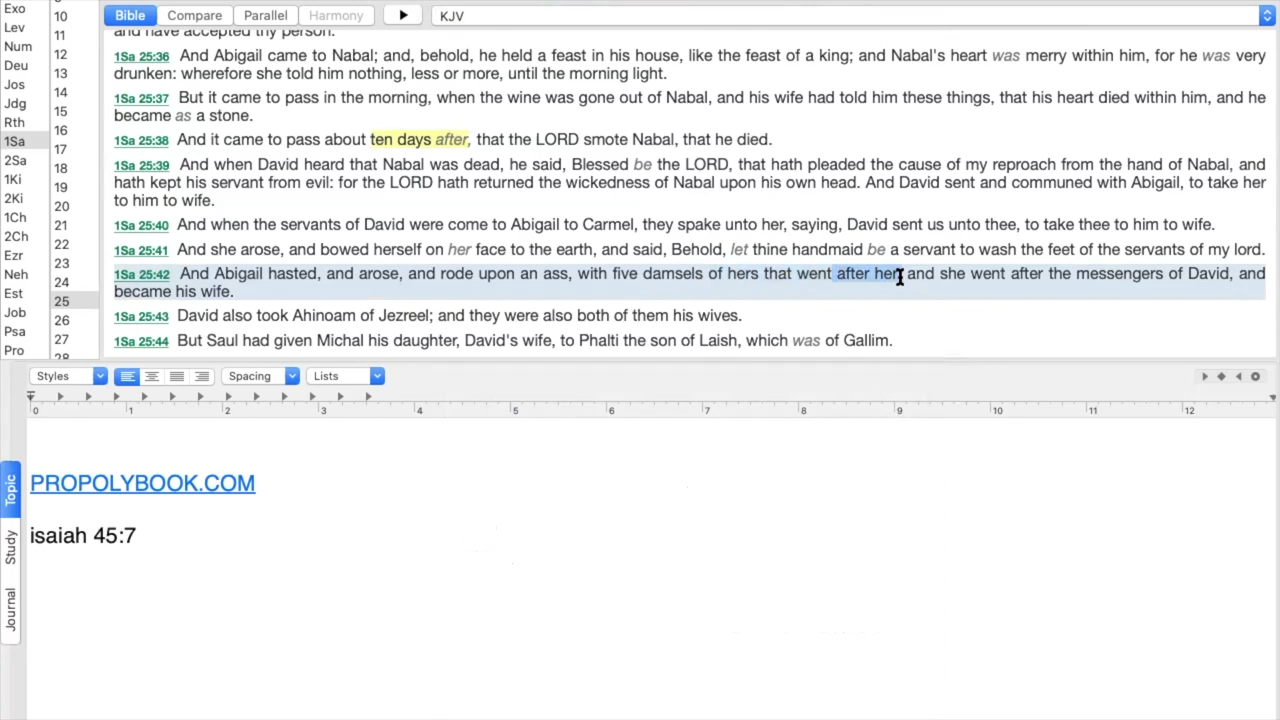 Exo
Lev
Num
Deu
Jos
Jdg
Rth
1Sa
2Sa
1Ki
2Ki
1Ch
2Ch
Ezr
Neh
Est
Job
Psa
Pro
10
11
12
13
14
15
16
17
18
19
20
21
22
23
24
25
26
27
28
Bible Compare Parallel Harmony KJV
and have accepted thy person.
1Sa 25:36 And Abigail came to Nabal; and, behold, he held a feast in his house, like the feast of a king; and Nabal's heart was merry within him, for he was very
drunken: wherefore she told him nothing, less or more, until the morning light.
1Sa 25:37 But it came to pass in the morning, when the wine was gone out of Nabal, and his wife had told him these things, that his heart died within him, and he
became as a stone.
1Sa 25:38 And it came to pass about ten days after, that the LORD smote Nabal, that he died.
1Sa 25:39 And when David heard that Nabal was dead, he said, Blessed be the LORD, that hath pleaded the cause of my reproach from the hand of Nabal, and
hath kept his servant from evil: for the LORD hath returned the wickedness of Nabal upon his own head. And David sent and communed with Abigail, to take her
to him to wife.
1Sa 25:40 And when the servants of David were come to Abigail to Carmel, they spake unto her, saying, David sent us unto thee, to take thee to him to wife.
1Sa 25:41 And she arose, and bowed herself on her face to the earth, and said, Behold, let thine handmaid be a servant to wash the feet of the servants of my lord.
1Sa 25:42 And Abigail hasted, and arose, and rode upon an ass, with five damsels of hers that went after her; and she went after the messengers of David, and
became his wife.
1Sa 25:43 David also took Ahinoam of Jezreel; and they were also both of them his wives.
1Sa 25:44 But Saul had given Michal his daughter, David's wife, to Phalti the son of Laish, which was of Gallim.
Styles Spacing Lists
0 1 2 3 4 5 6 7 8 9 10 11 12
Topic
Study
Journal
PROPOLYBOOK.COM
isaiah 45:7